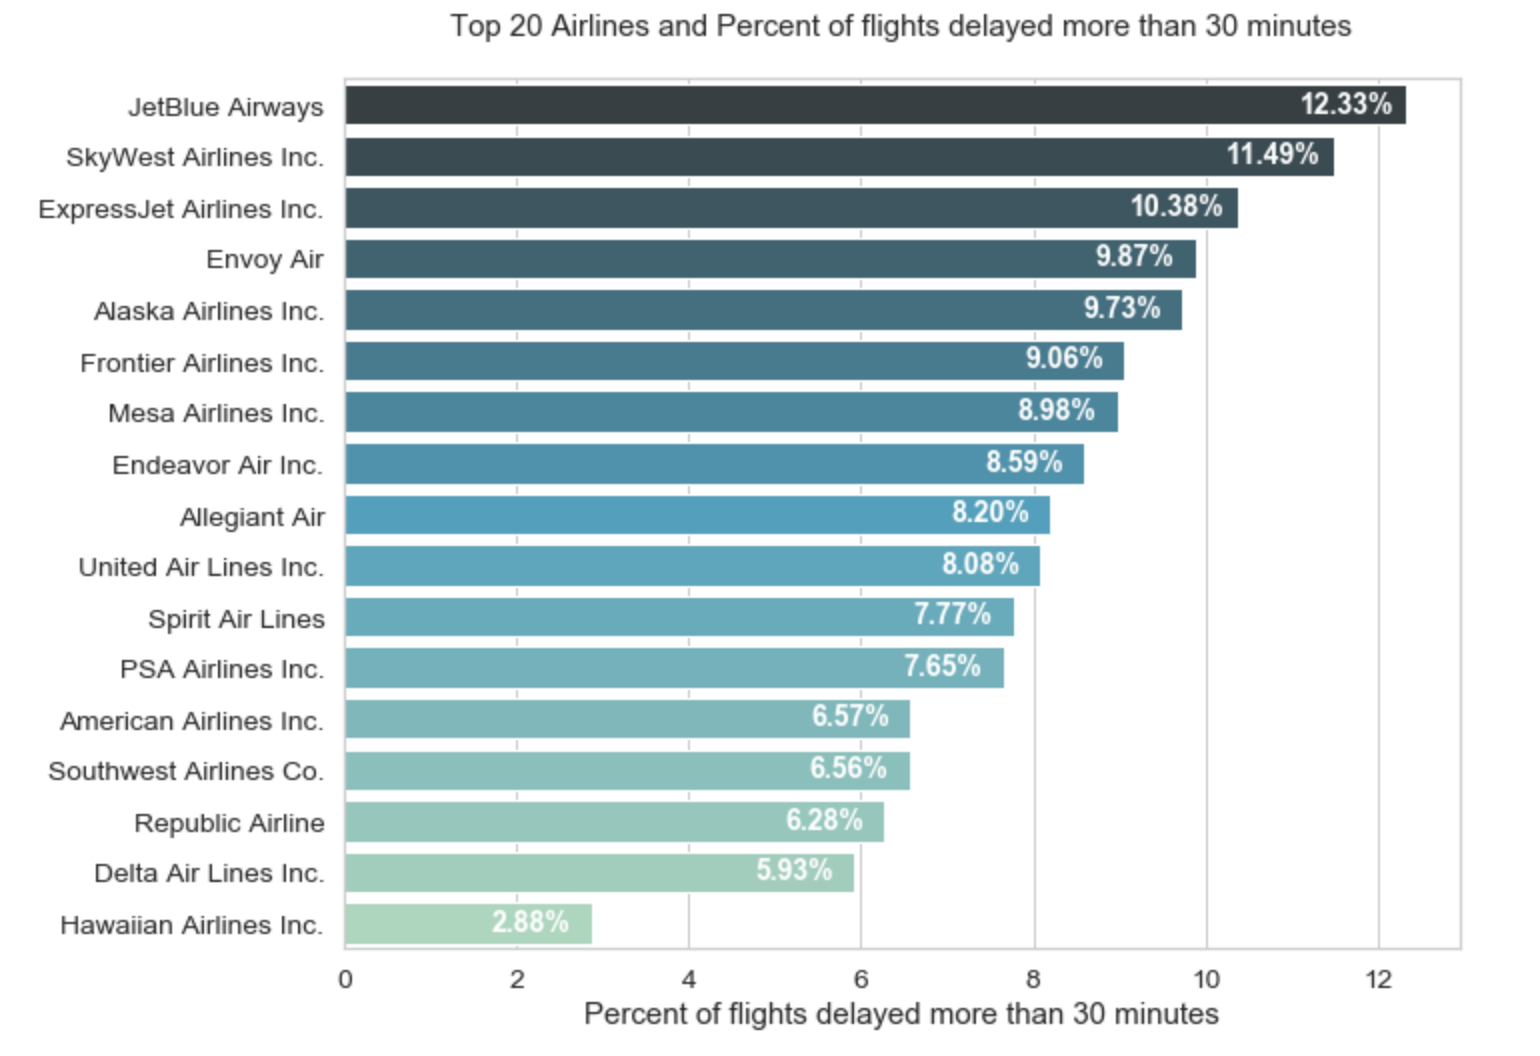 Top 20 Airlines and Percent of flights delayed more than 30 minutes
JetBlue Airways 12.33%
SkyWest Airlines Inc. 11.49%
ExpressJet Airlines Inc. 10.38%
Envoy Air 9.87%
Alaska Airlines Inc. 9.73%
Frontier Airlines Inc. 9.06%
Mesa Airlines Inc. 8.98%
Endeavor Air Inc. 8.59%
Allegiant Air 8.20%
United Air Lines Inc. 8.08%
Spirit Air Lines 7.77%
PSA Airlines Inc. 7.65%
American Airlines Inc. 6.57%
Southwest Airlines Co. 6.56%
Republic Airline 6.28%
Delta Air Lines Inc. 5.93%
Hawaiian Airlines Inc. 2.88%
0 2 4 6 8 10 12
Percent of flights delayed more than 30 minutes